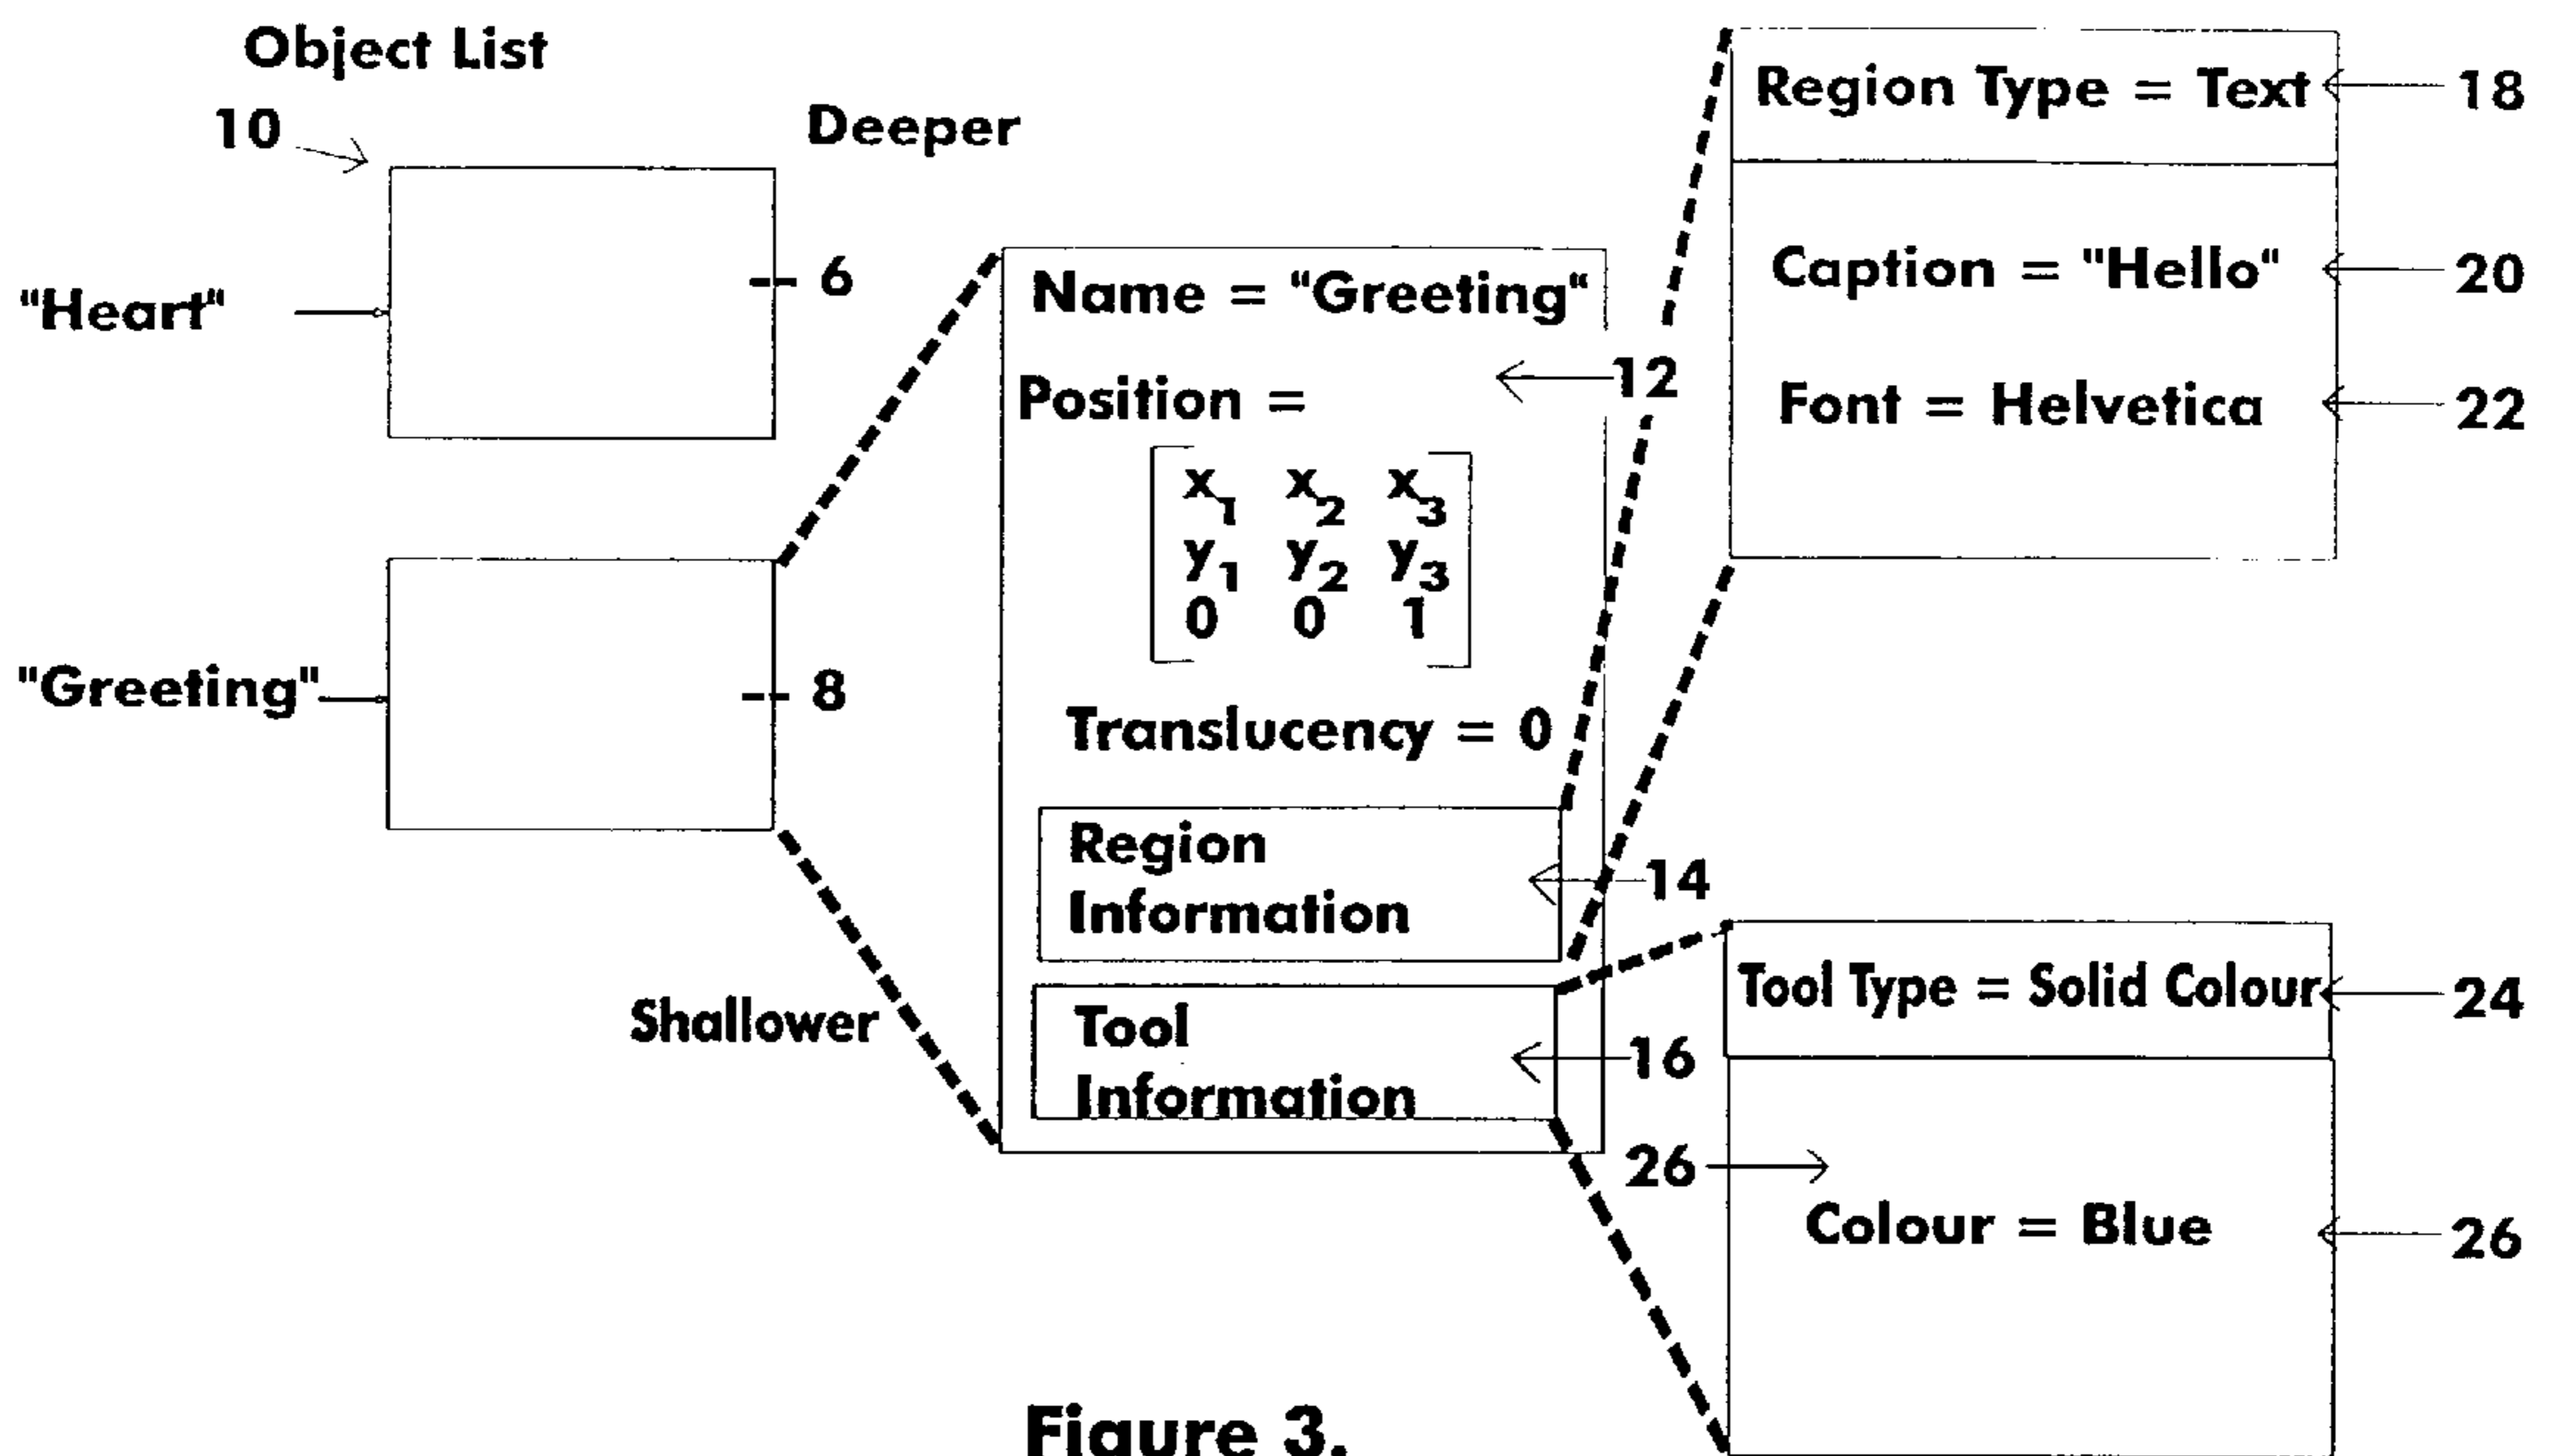 Object List
10
Deeper
"Heart"
6
"Greeting"
8
Shallower
Name = "Greeting"
Position =
12
x1 x2 x3
y1 y2 y3
0 0 1
Translucency = 0
Region
Information
14
Tool
Information
16
Region Type = Text
18
Caption = "Hello"
20
Font = Helvetica
22
Tool Type = Solid Colour
24
26
Colour = Blue
26
Figure 3.